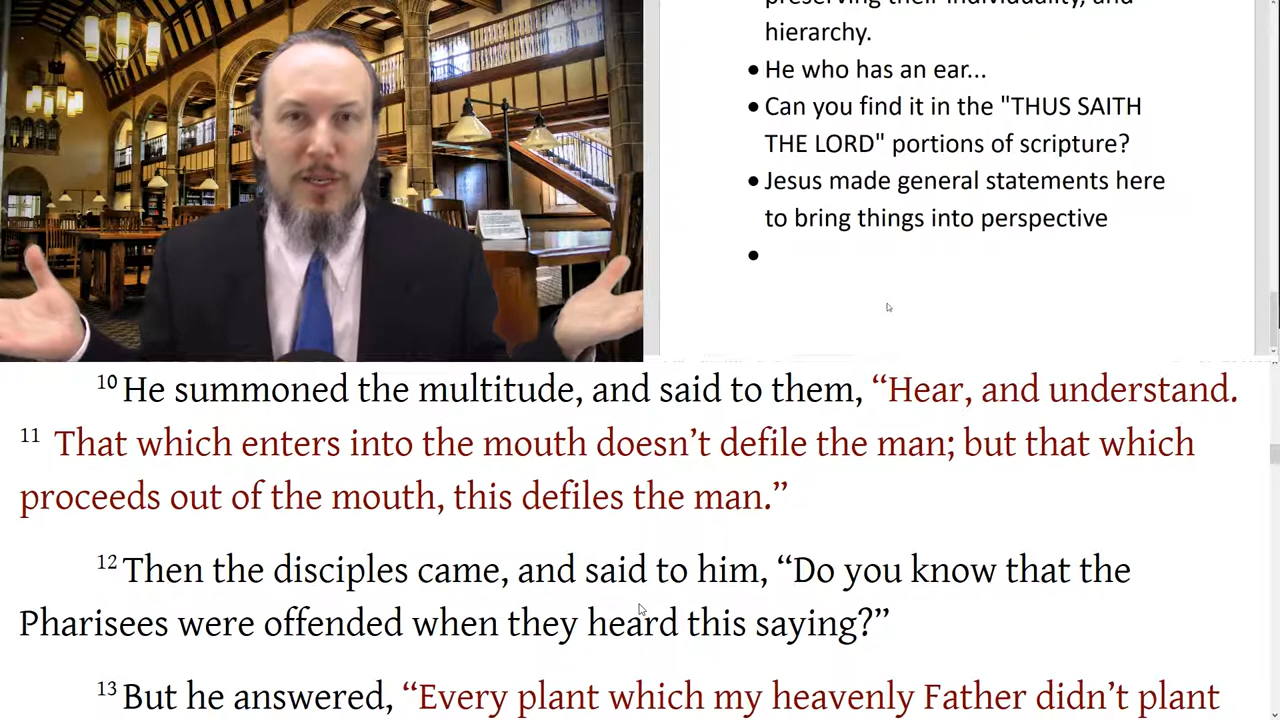 preserving their individuality, and
hierarchy.
• He who has an ear...
• Can you find it in the "THUS SAITH
THE LORD" portions of scripture?
• Jesus made general statements here
to bring things into perspective
•
10 He summoned the multitude, and said to them, “Hear, and understand.
11 That which enters into the mouth doesn’t defile the man; but that which
proceeds out of the mouth, this defiles the man.”
12 Then the disciples came, and said to him, “Do you know that the
Pharisees were offended when they heard this saying?”
13 But he answered, “Every plant which my heavenly Father didn’t plant